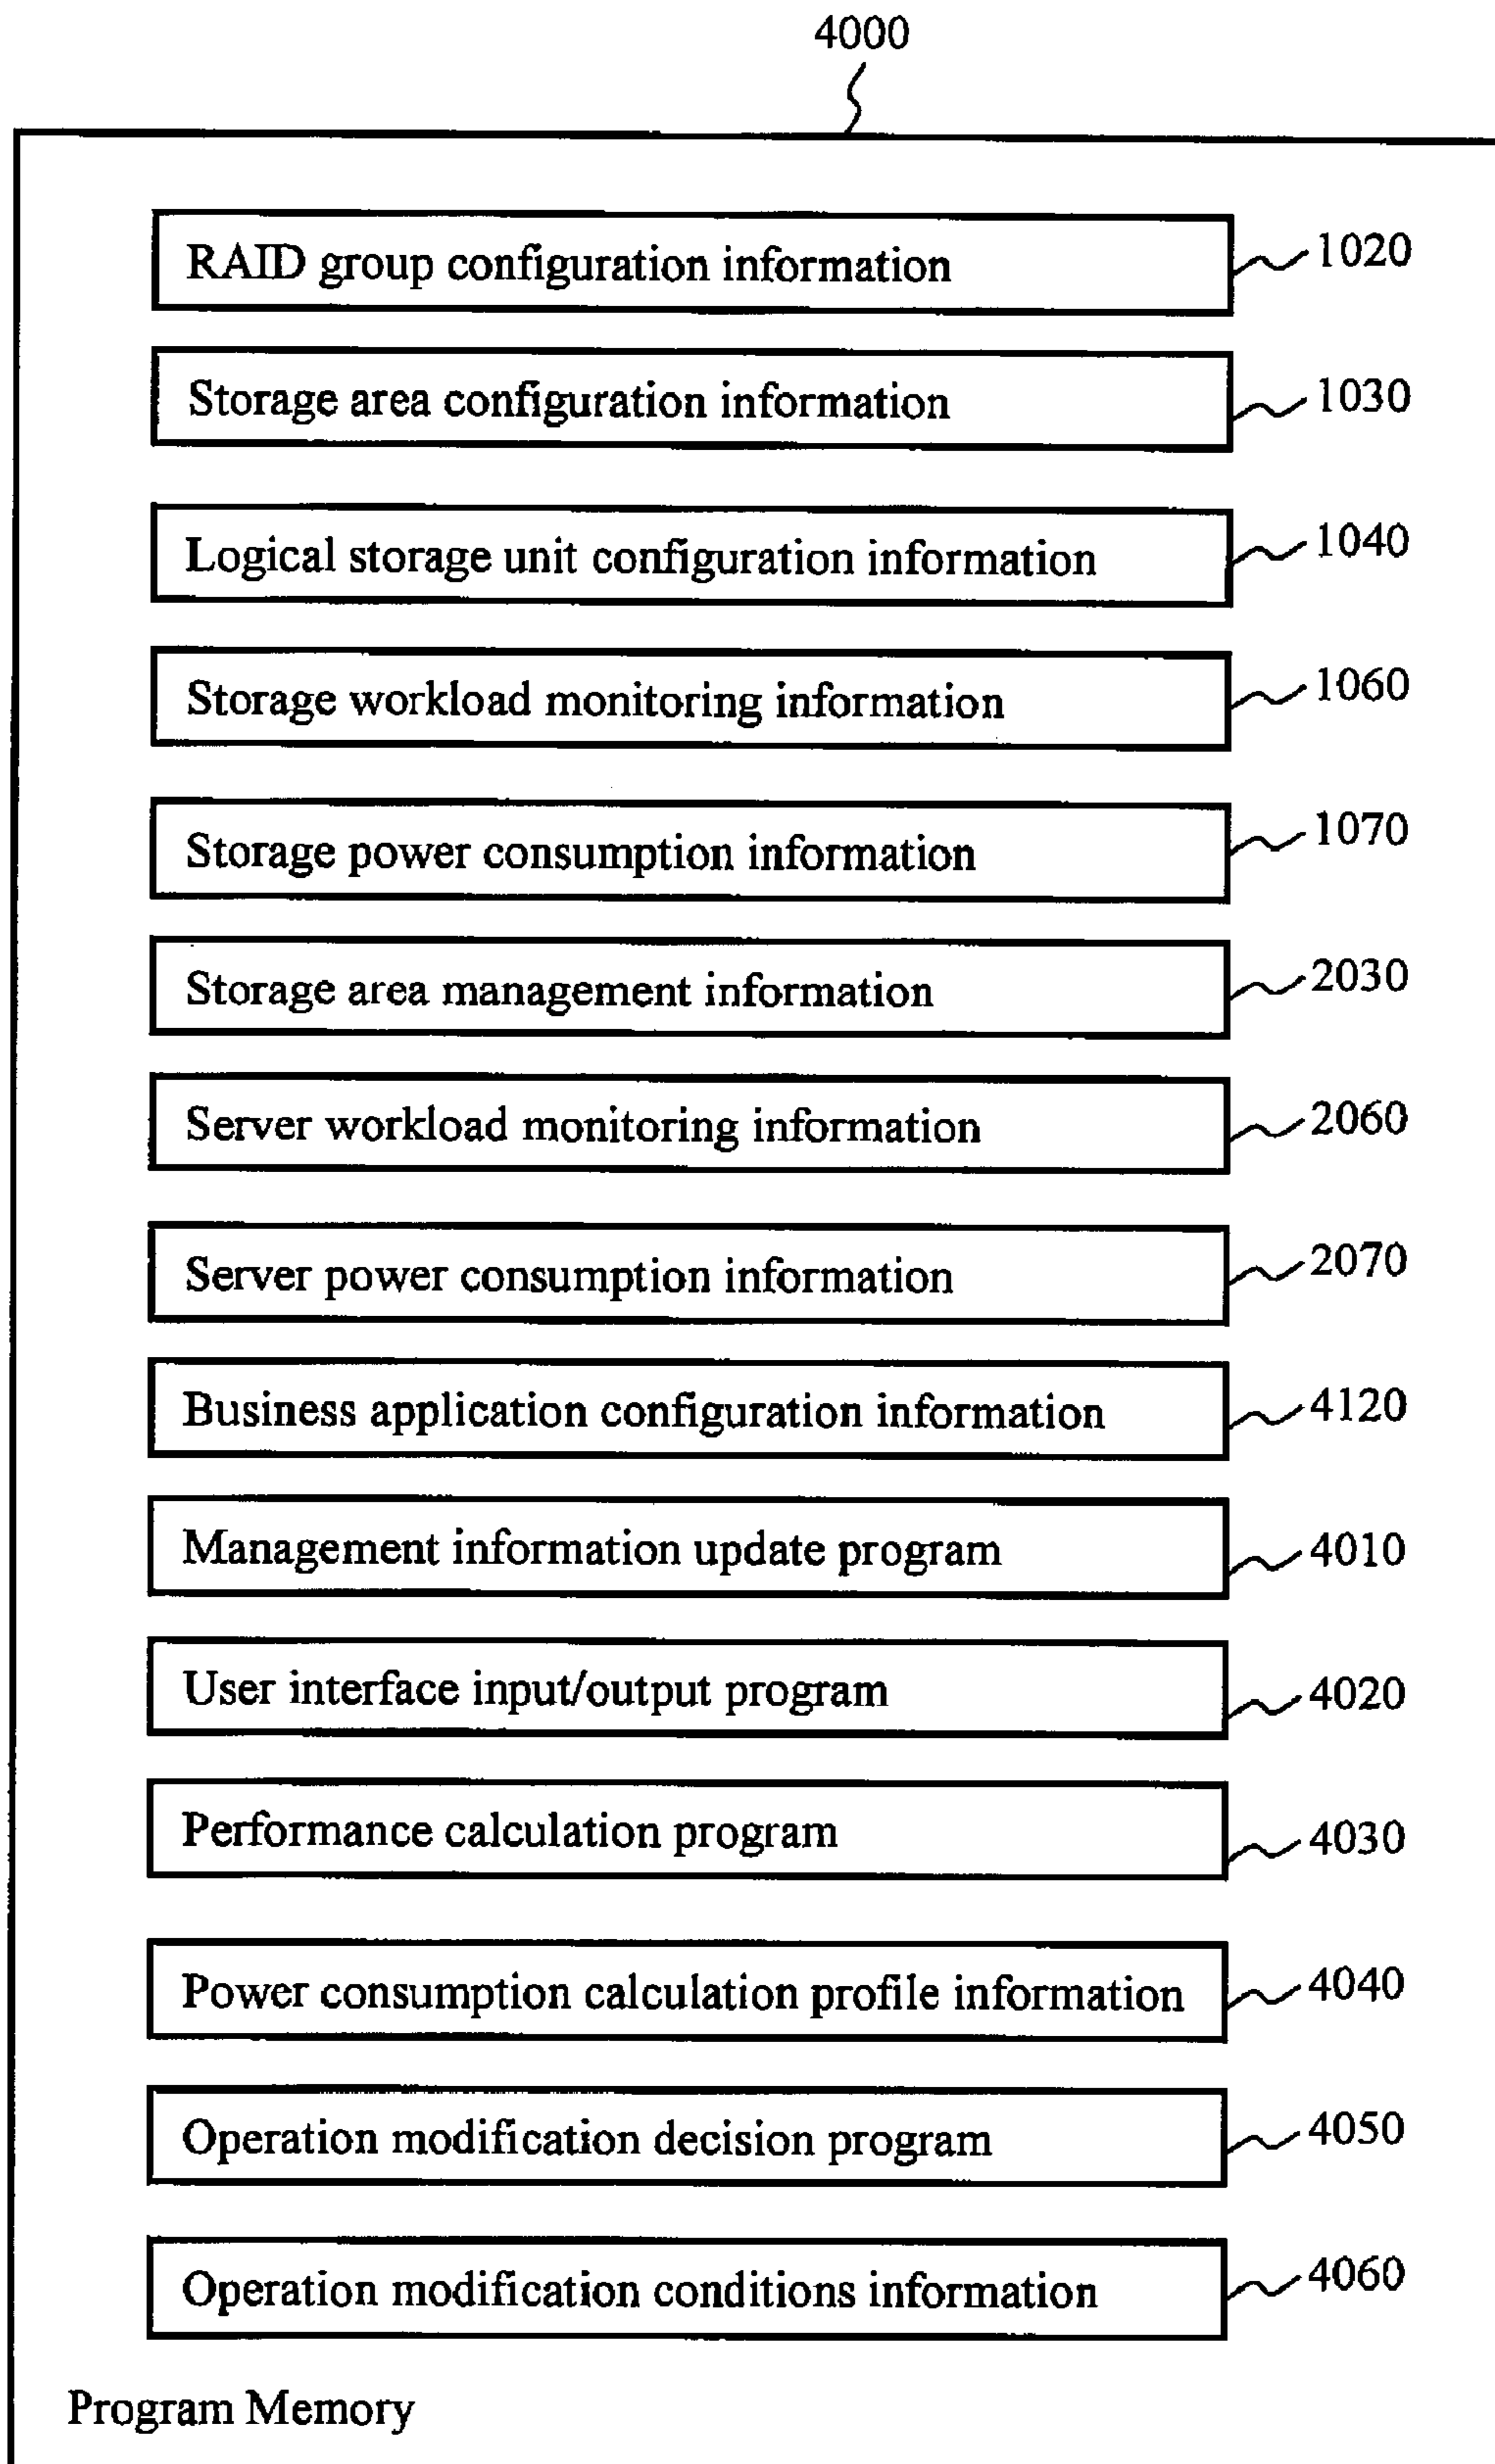 4000
RAID group configuration information 1020
Storage area configuration information 1030
Logical storage unit configuration information 1040
Storage workload monitoring information 1060
Storage power consumption information 1070
Storage area management information 2030
Server workload monitoring information 2060
Server power consumption information 2070
Business application configuration information 4120
Management information update program 4010
User interface input/output program 4020
Performance calculation program 4030
Power consumption calculation profile information 4040
Operation modification decision program 4050
Operation modification conditions information 4060
Program Memory